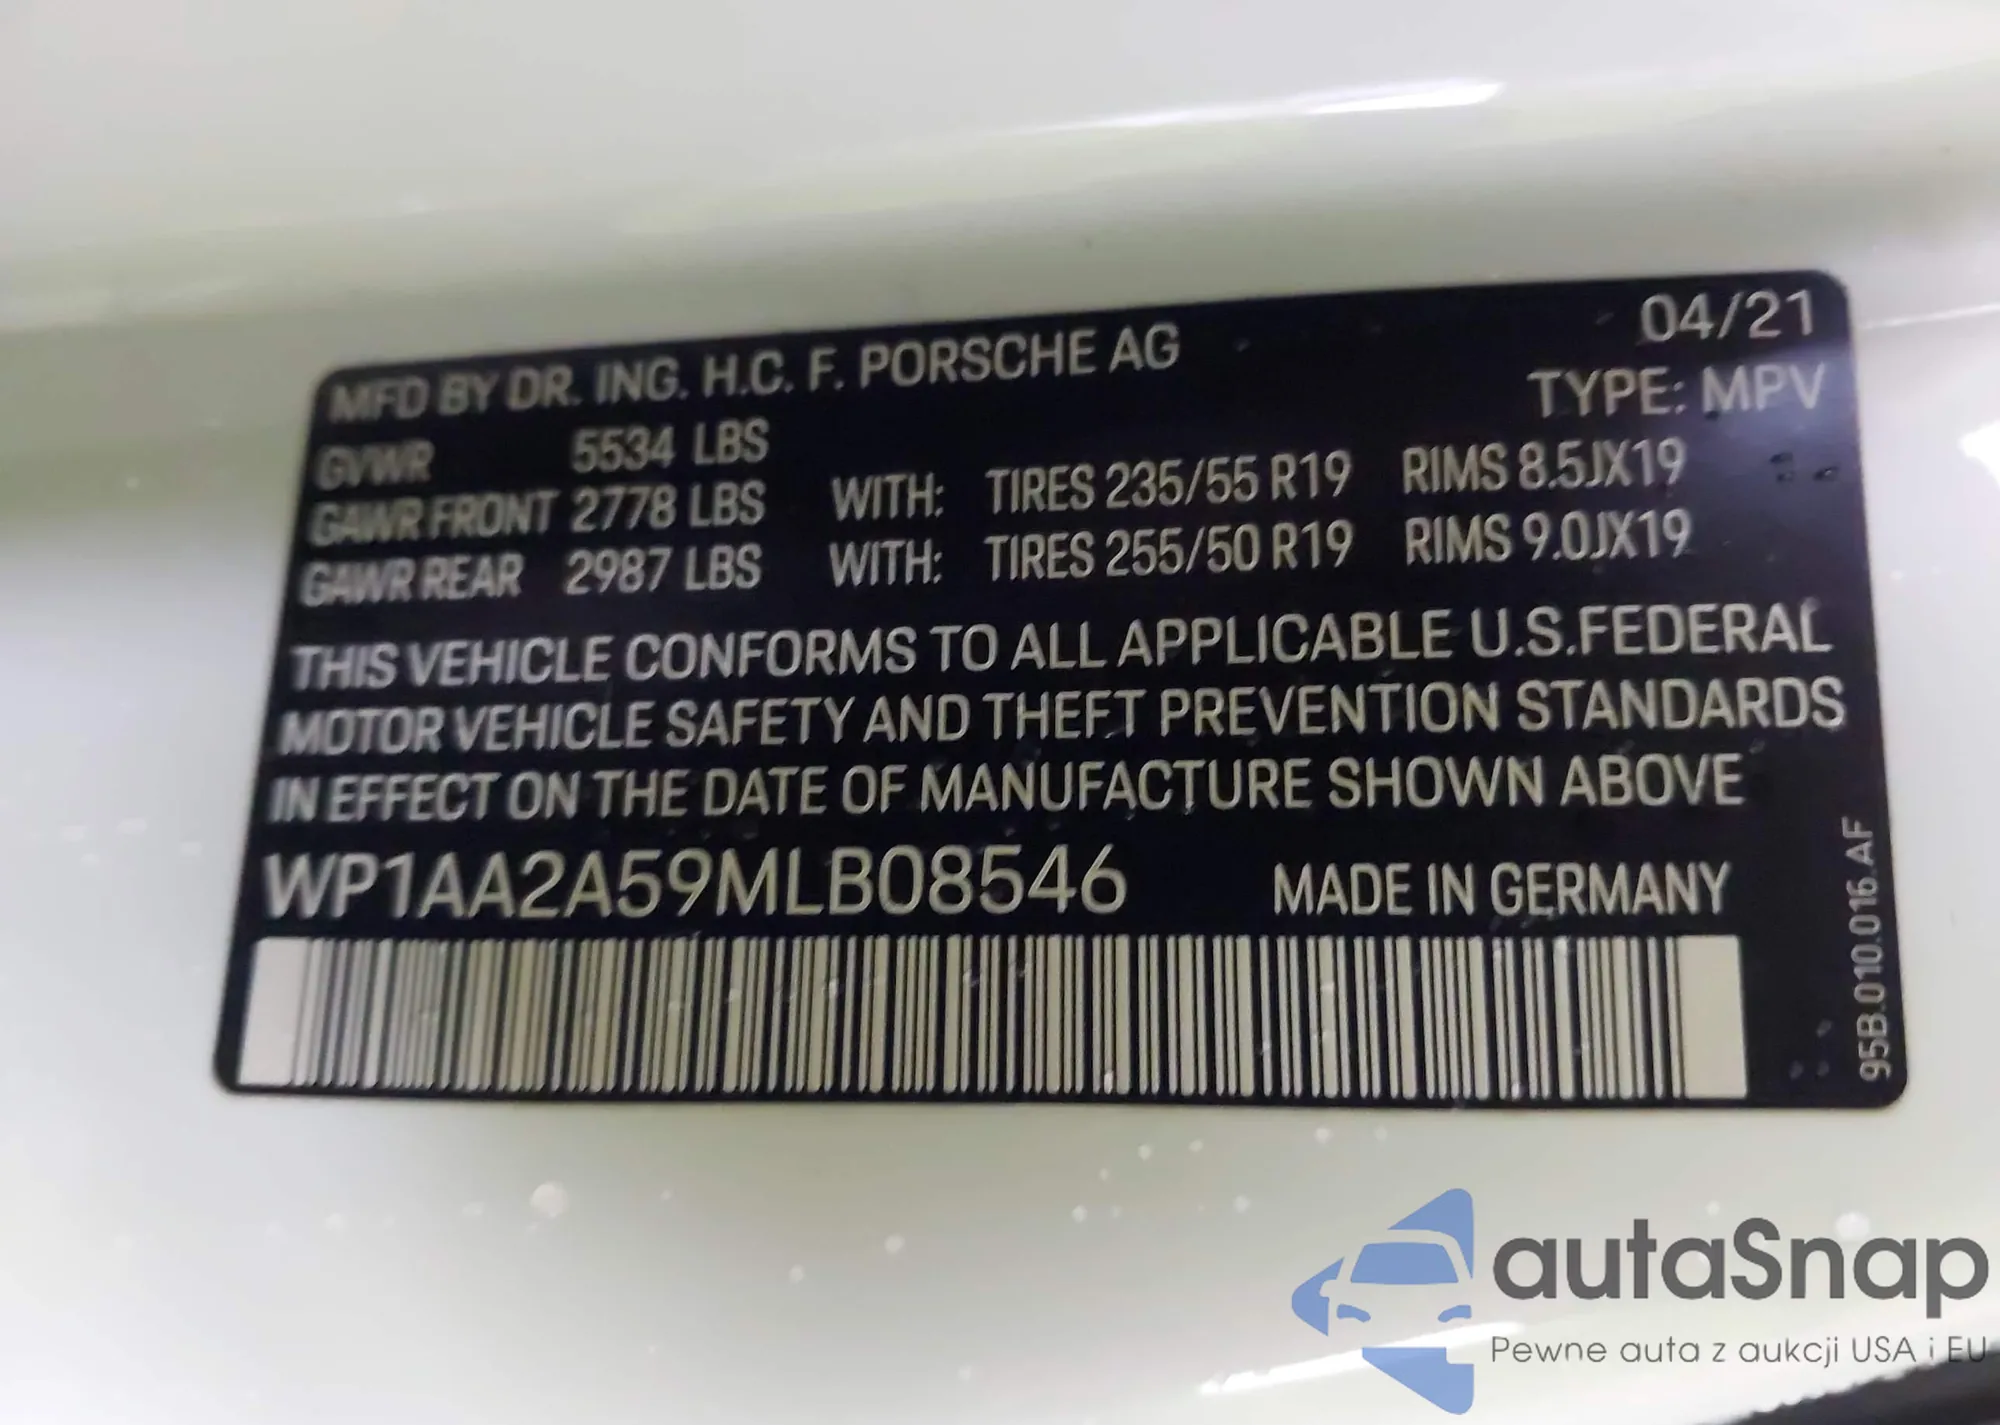 04/21
MFD BY DR. ING. H.C. F. PORSCHE AG
TYPE: MPV
GVWR 5534 LBS
GAWR FRONT 2778 LBS WITH: TIRES 235/55 R19 RIMS 8.5JX19
GAWR REAR 2987 LBS WITH: TIRES 255/50 R19 RIMS 9.0JX19
THIS VEHICLE CONFORMS TO ALL APPLICABLE U.S.FEDERAL
MOTOR VEHICLE SAFETY AND THEFT PREVENTION STANDARDS
IN EFFECT ON THE DATE OF MANUFACTURE SHOWN ABOVE
WP1AA2A59MLB08546 MADE IN GERMANY
95B.010.016.AF
autaSnap
Pewne auta z aukcji USA i EU